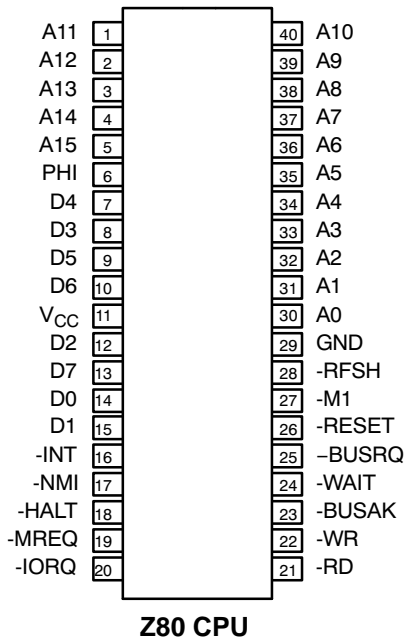 A11 1 40 A10
A12 2 39 A9
A13 3 38 A8
A14 4 37 A7
A15 5 36 A6
PHI 6 35 A5
D4 7 34 A4
D3 8 33 A3
D5 9 32 A2
D6 10 31 A1
VCC 11 30 A0
D2 12 29 GND
D7 13 28 -RFSH
D0 14 27 -M1
D1 15 26 -RESET
-INT 16 25 –BUSRQ
-NMI 17 24 -WAIT
-HALT 18 23 -BUSAK
-MREQ 19 22 -WR
-IORQ 20 21 -RD
Z80 CPU